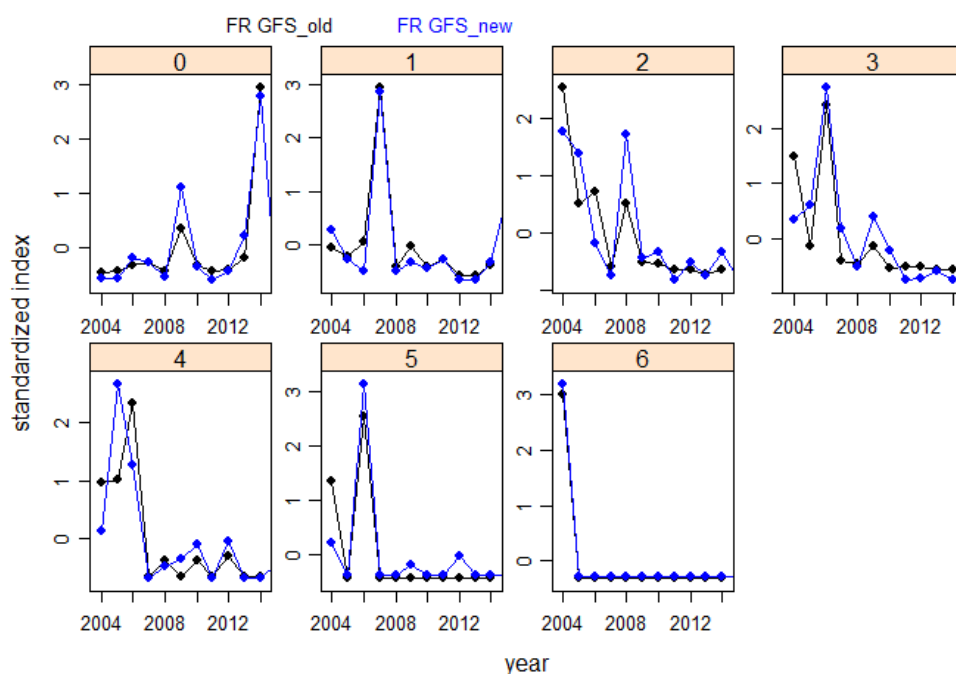 FR GFS_old FR GFS_new
0 1 2 3
3 3 2 2
2 2 1 1
1 1 0 0
0 0
2004 2008 2012 2004 2008 2012 2004 2008 2012 2004 2008 2012
4 5 6
2 3 3
1 2 2
0 1 1
0 0
2004 2008 2012 2004 2008 2012 2004 2008 2012
standardized index
year